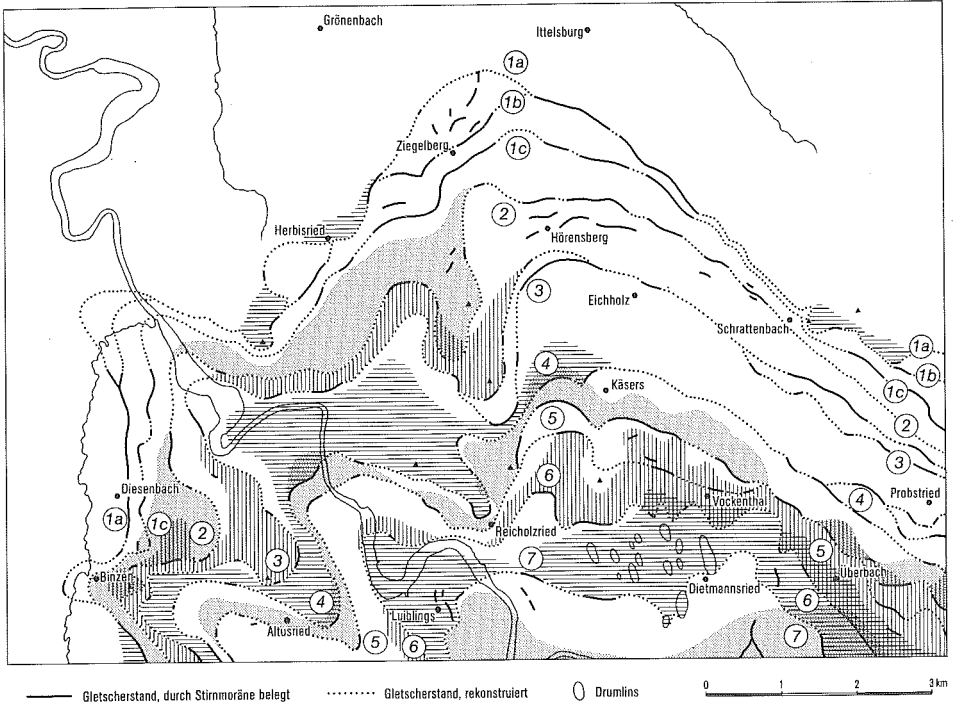 Grönenbach
Ittelsburg
1a
1b
Ziegelberg
1c
2
Herbisried
Hörensberg
3
Eichholz
Schrattenbach
1a
4
1b
Käsers
1c
5
2
3
6
4
Probstried
Diesenbach
Vockenthal
1a
1c
2
Reicholzried
5
3
7
Binzen
Dietmannsried
Überbach
4
Luiblings
6
Altusried
5
6
7
Gletscherstand, durch Stirnmoräne belegt
Gletscherstand, rekonstruiert
Drumlins
0 1 2 3 km